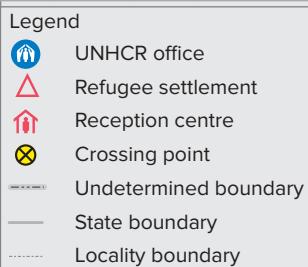 Legend
UNHCR office
Refugee settlement
Reception centre
Crossing point
Undetermined boundary
State boundary
Locality boundary